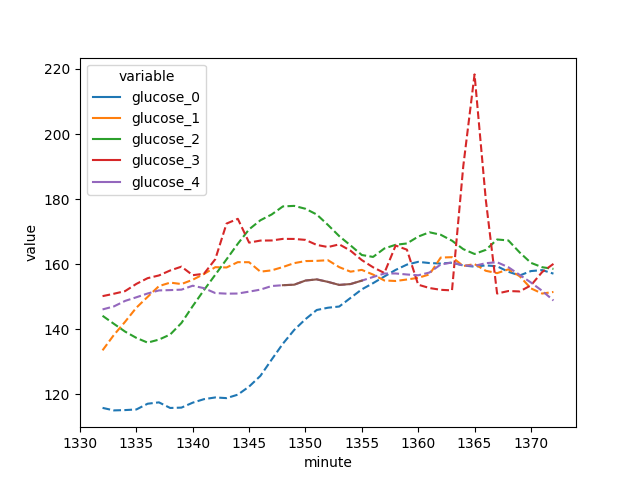 220
200
180
160
140
120
value
variable
glucose_0
glucose_1
glucose_2
glucose_3
glucose_4
1330 1335 1340 1345 1350 1355 1360 1365 1370
minute